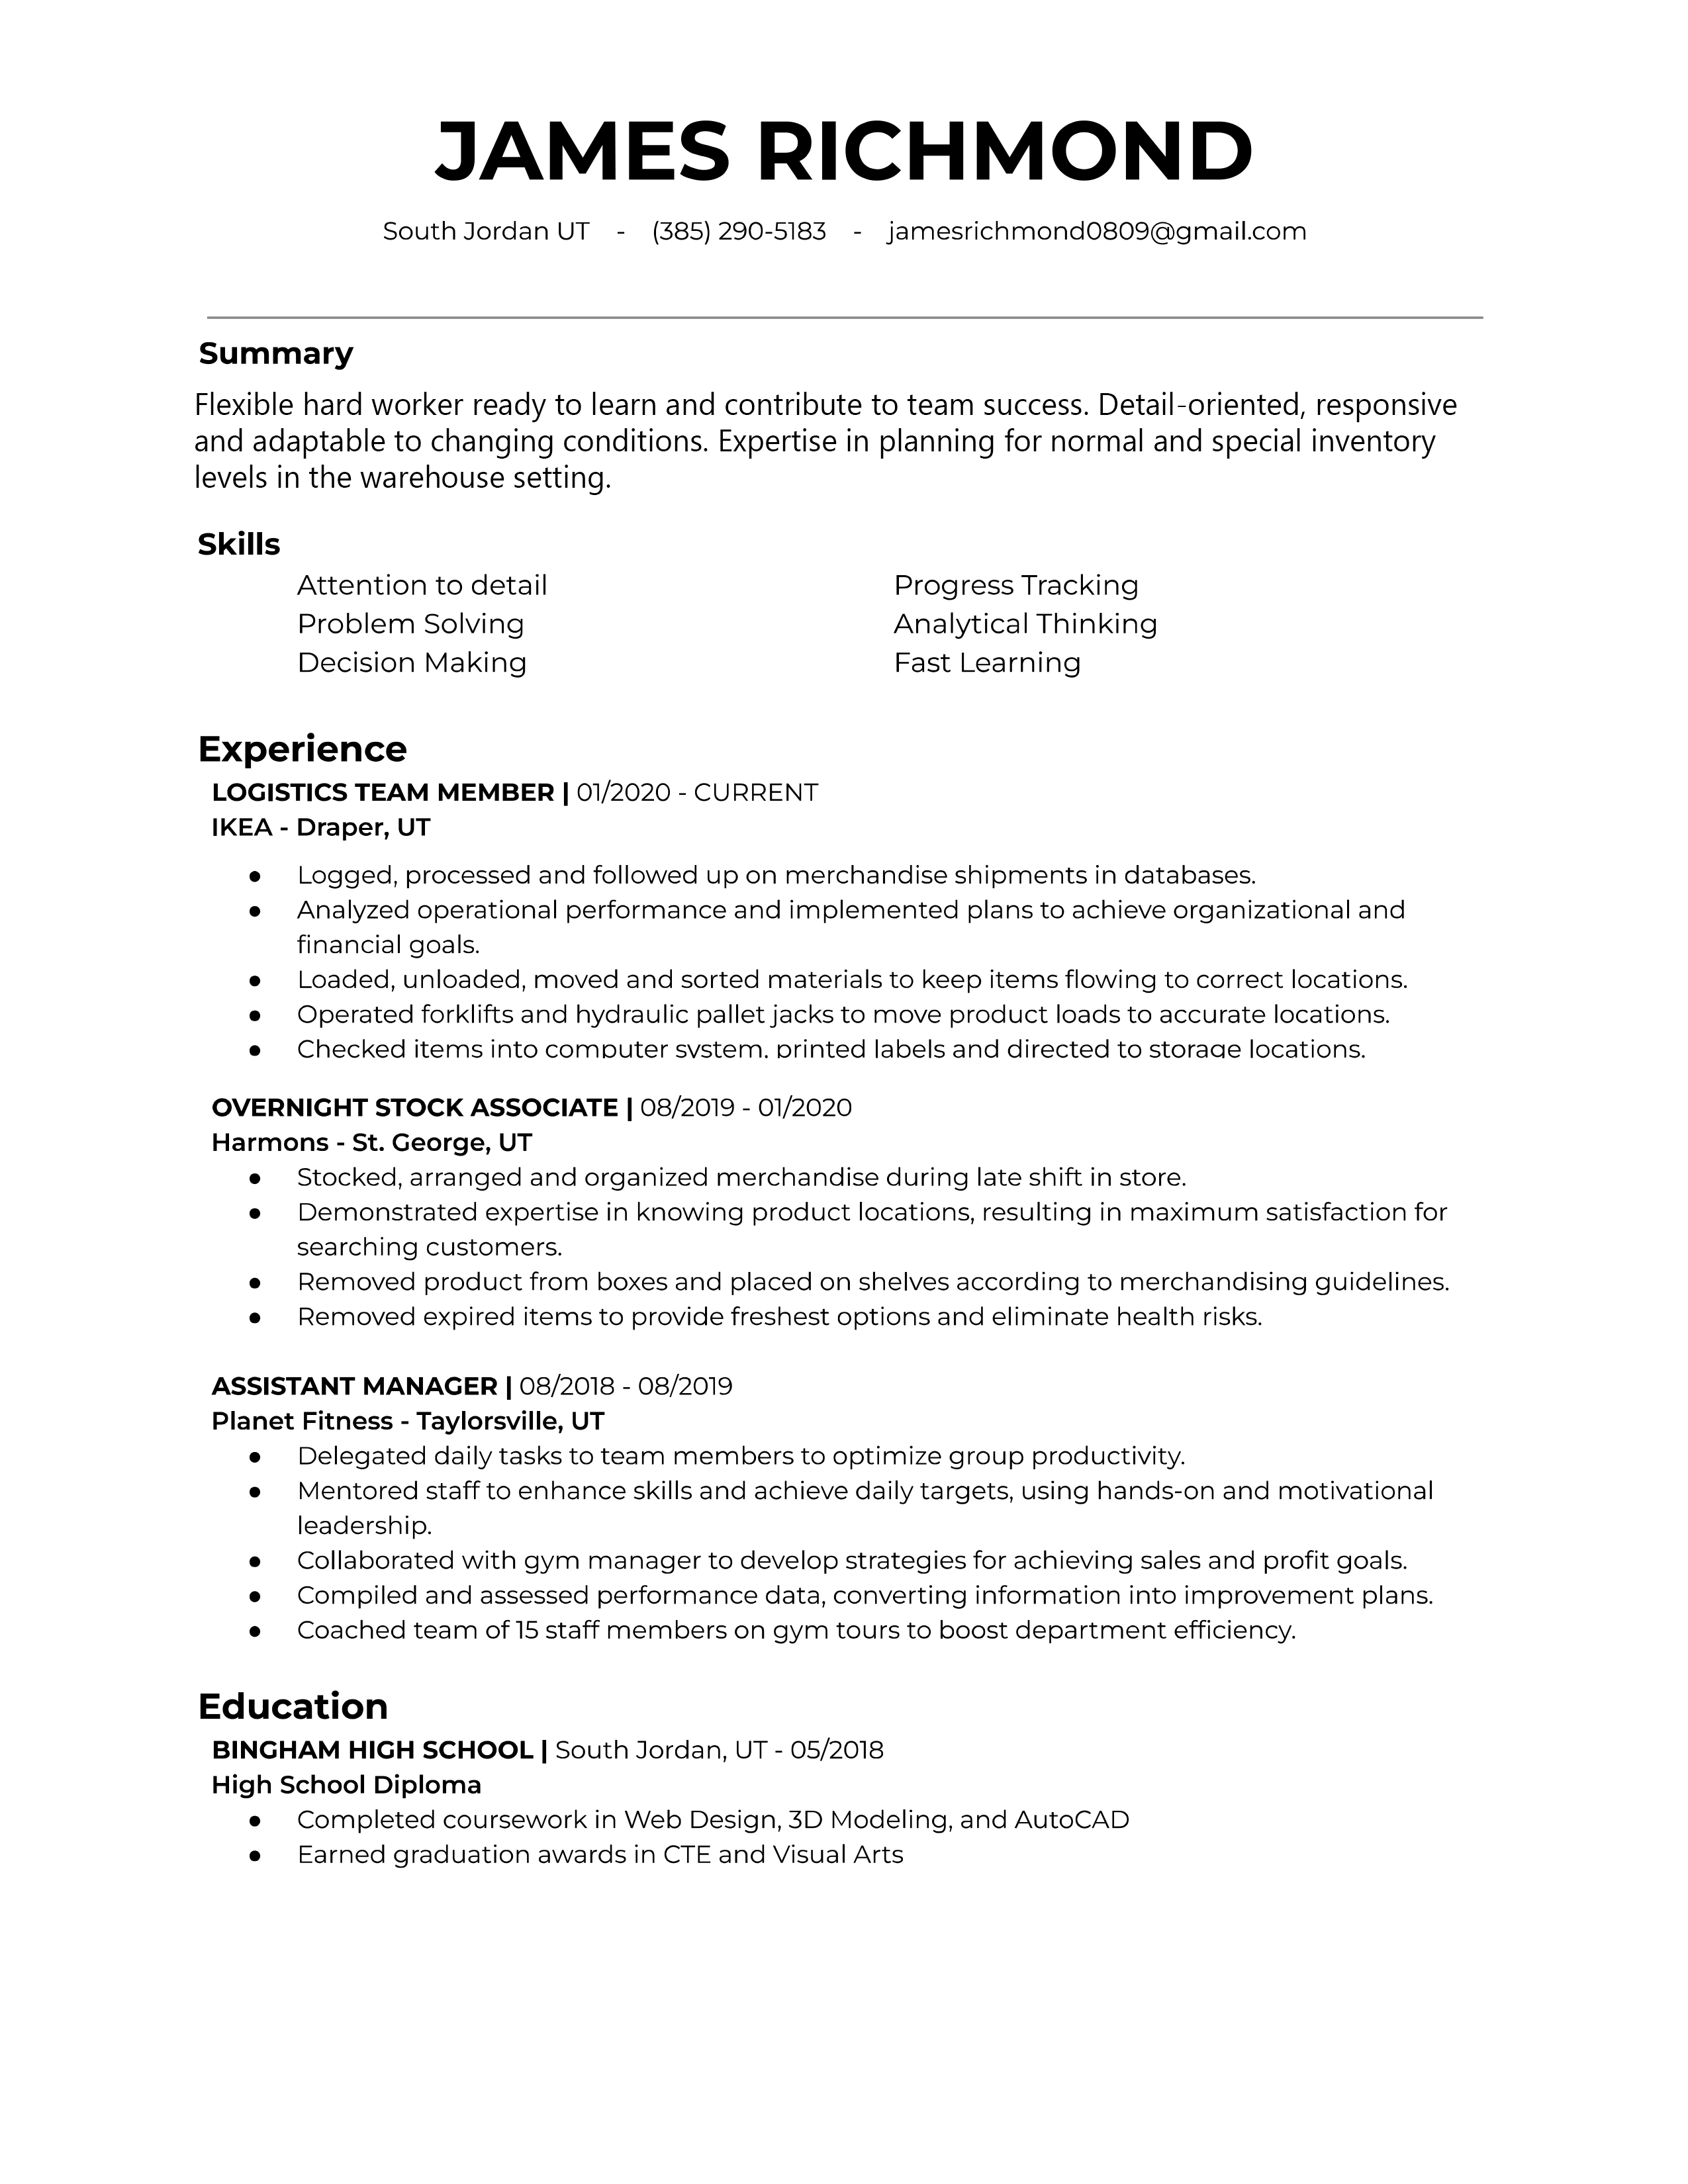 JAMES RICHMOND
South Jordan UT - (385) 290-5183 - jamesrichmond0809@gmail.com
Summary
Flexible hard worker ready to learn and contribute to team success. Detail-oriented, responsive
and adaptable to changing conditions. Expertise in planning for normal and special inventory
levels in the warehouse setting.
Skills
Attention to detail
Problem Solving
Decision Making
Progress Tracking
Analytical Thinking
Fast Learning
Experience
LOGISTICS TEAM MEMBER | 01/2020 - CURRENT
IKEA - Draper, UT
● Logged, processed and followed up on merchandise shipments in databases.
● Analyzed operational performance and implemented plans to achieve organizational and
financial goals.
● Loaded, unloaded, moved and sorted materials to keep items flowing to correct locations.
● Operated forklifts and hydraulic pallet jacks to move product loads to accurate locations.
● Checked items into computer system, printed labels and directed to storage locations.
OVERNIGHT STOCK ASSOCIATE | 08/2019 - 01/2020
Harmons - St. George, UT
● Stocked, arranged and organized merchandise during late shift in store.
● Demonstrated expertise in knowing product locations, resulting in maximum satisfaction for
searching customers.
● Removed product from boxes and placed on shelves according to merchandising guidelines.
● Removed expired items to provide freshest options and eliminate health risks.
ASSISTANT MANAGER | 08/2018 - 08/2019
Planet Fitness - Taylorsville, UT
● Delegated daily tasks to team members to optimize group productivity.
● Mentored staff to enhance skills and achieve daily targets, using hands-on and motivational
leadership.
● Collaborated with gym manager to develop strategies for achieving sales and profit goals.
● Compiled and assessed performance data, converting information into improvement plans.
● Coached team of 15 staff members on gym tours to boost department efficiency.
Education
BINGHAM HIGH SCHOOL | South Jordan, UT - 05/2018
High School Diploma
● Completed coursework in Web Design, 3D Modeling, and AutoCAD
● Earned graduation awards in CTE and Visual Arts